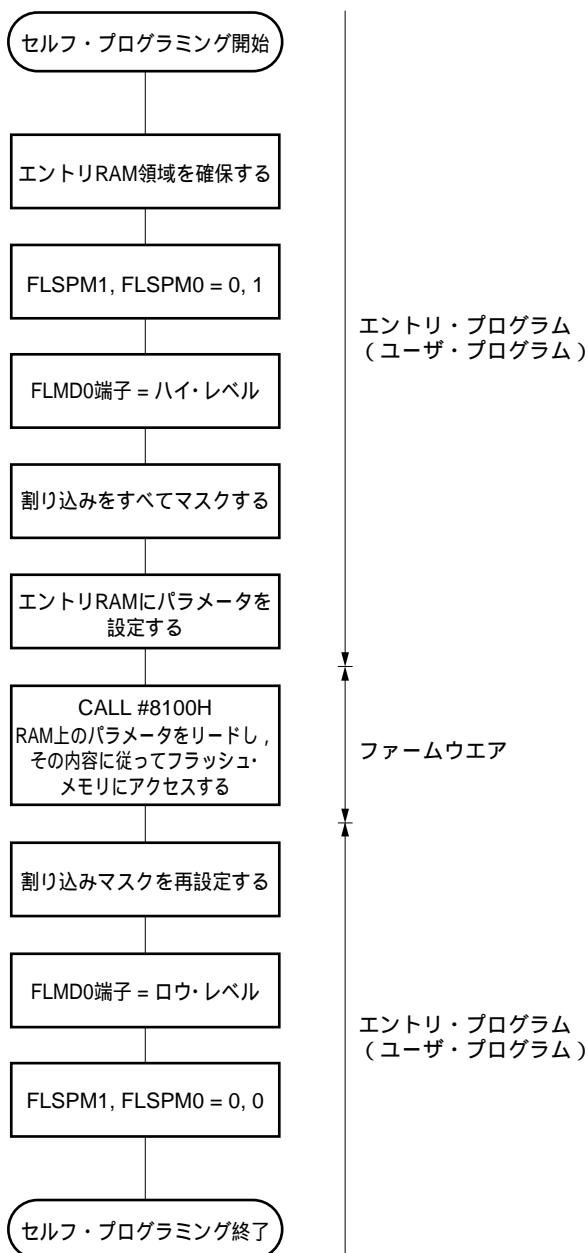 セルフ・プログラミング開始
エントリRAM領域を確保する
FLSPM1, FLSPM0 = 0, 1
FLMD0端子 = ハイ・レベル
割り込みをすべてマスクする
エントリRAMにパラメータを
設定する
エントリ・プログラム
（ユーザ・プログラム）
CALL #8100H
RAM上のパラメータをリードし，
その内容に従ってフラッシュ・
メモリにアクセスする
ファームウエア
割り込みマスクを再設定する
FLMD0端子 = ロウ・レベル
FLSPM1, FLSPM0 = 0, 0
セルフ・プログラミング終了
エントリ・プログラム
（ユーザ・プログラム）